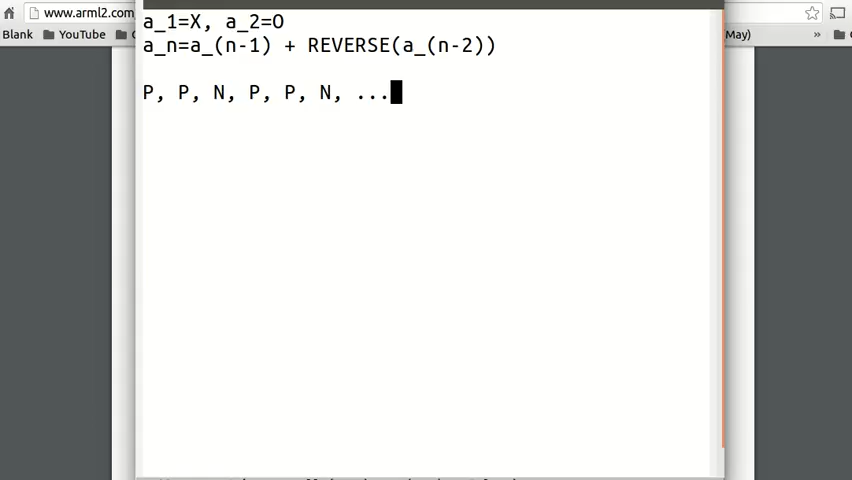 www.arml2.com
Blank YouTube May) »
a_1=X, a_2=O
a_n=a_(n-1) + REVERSE(a_(n-2))
P, P, N, P, P, N, ...